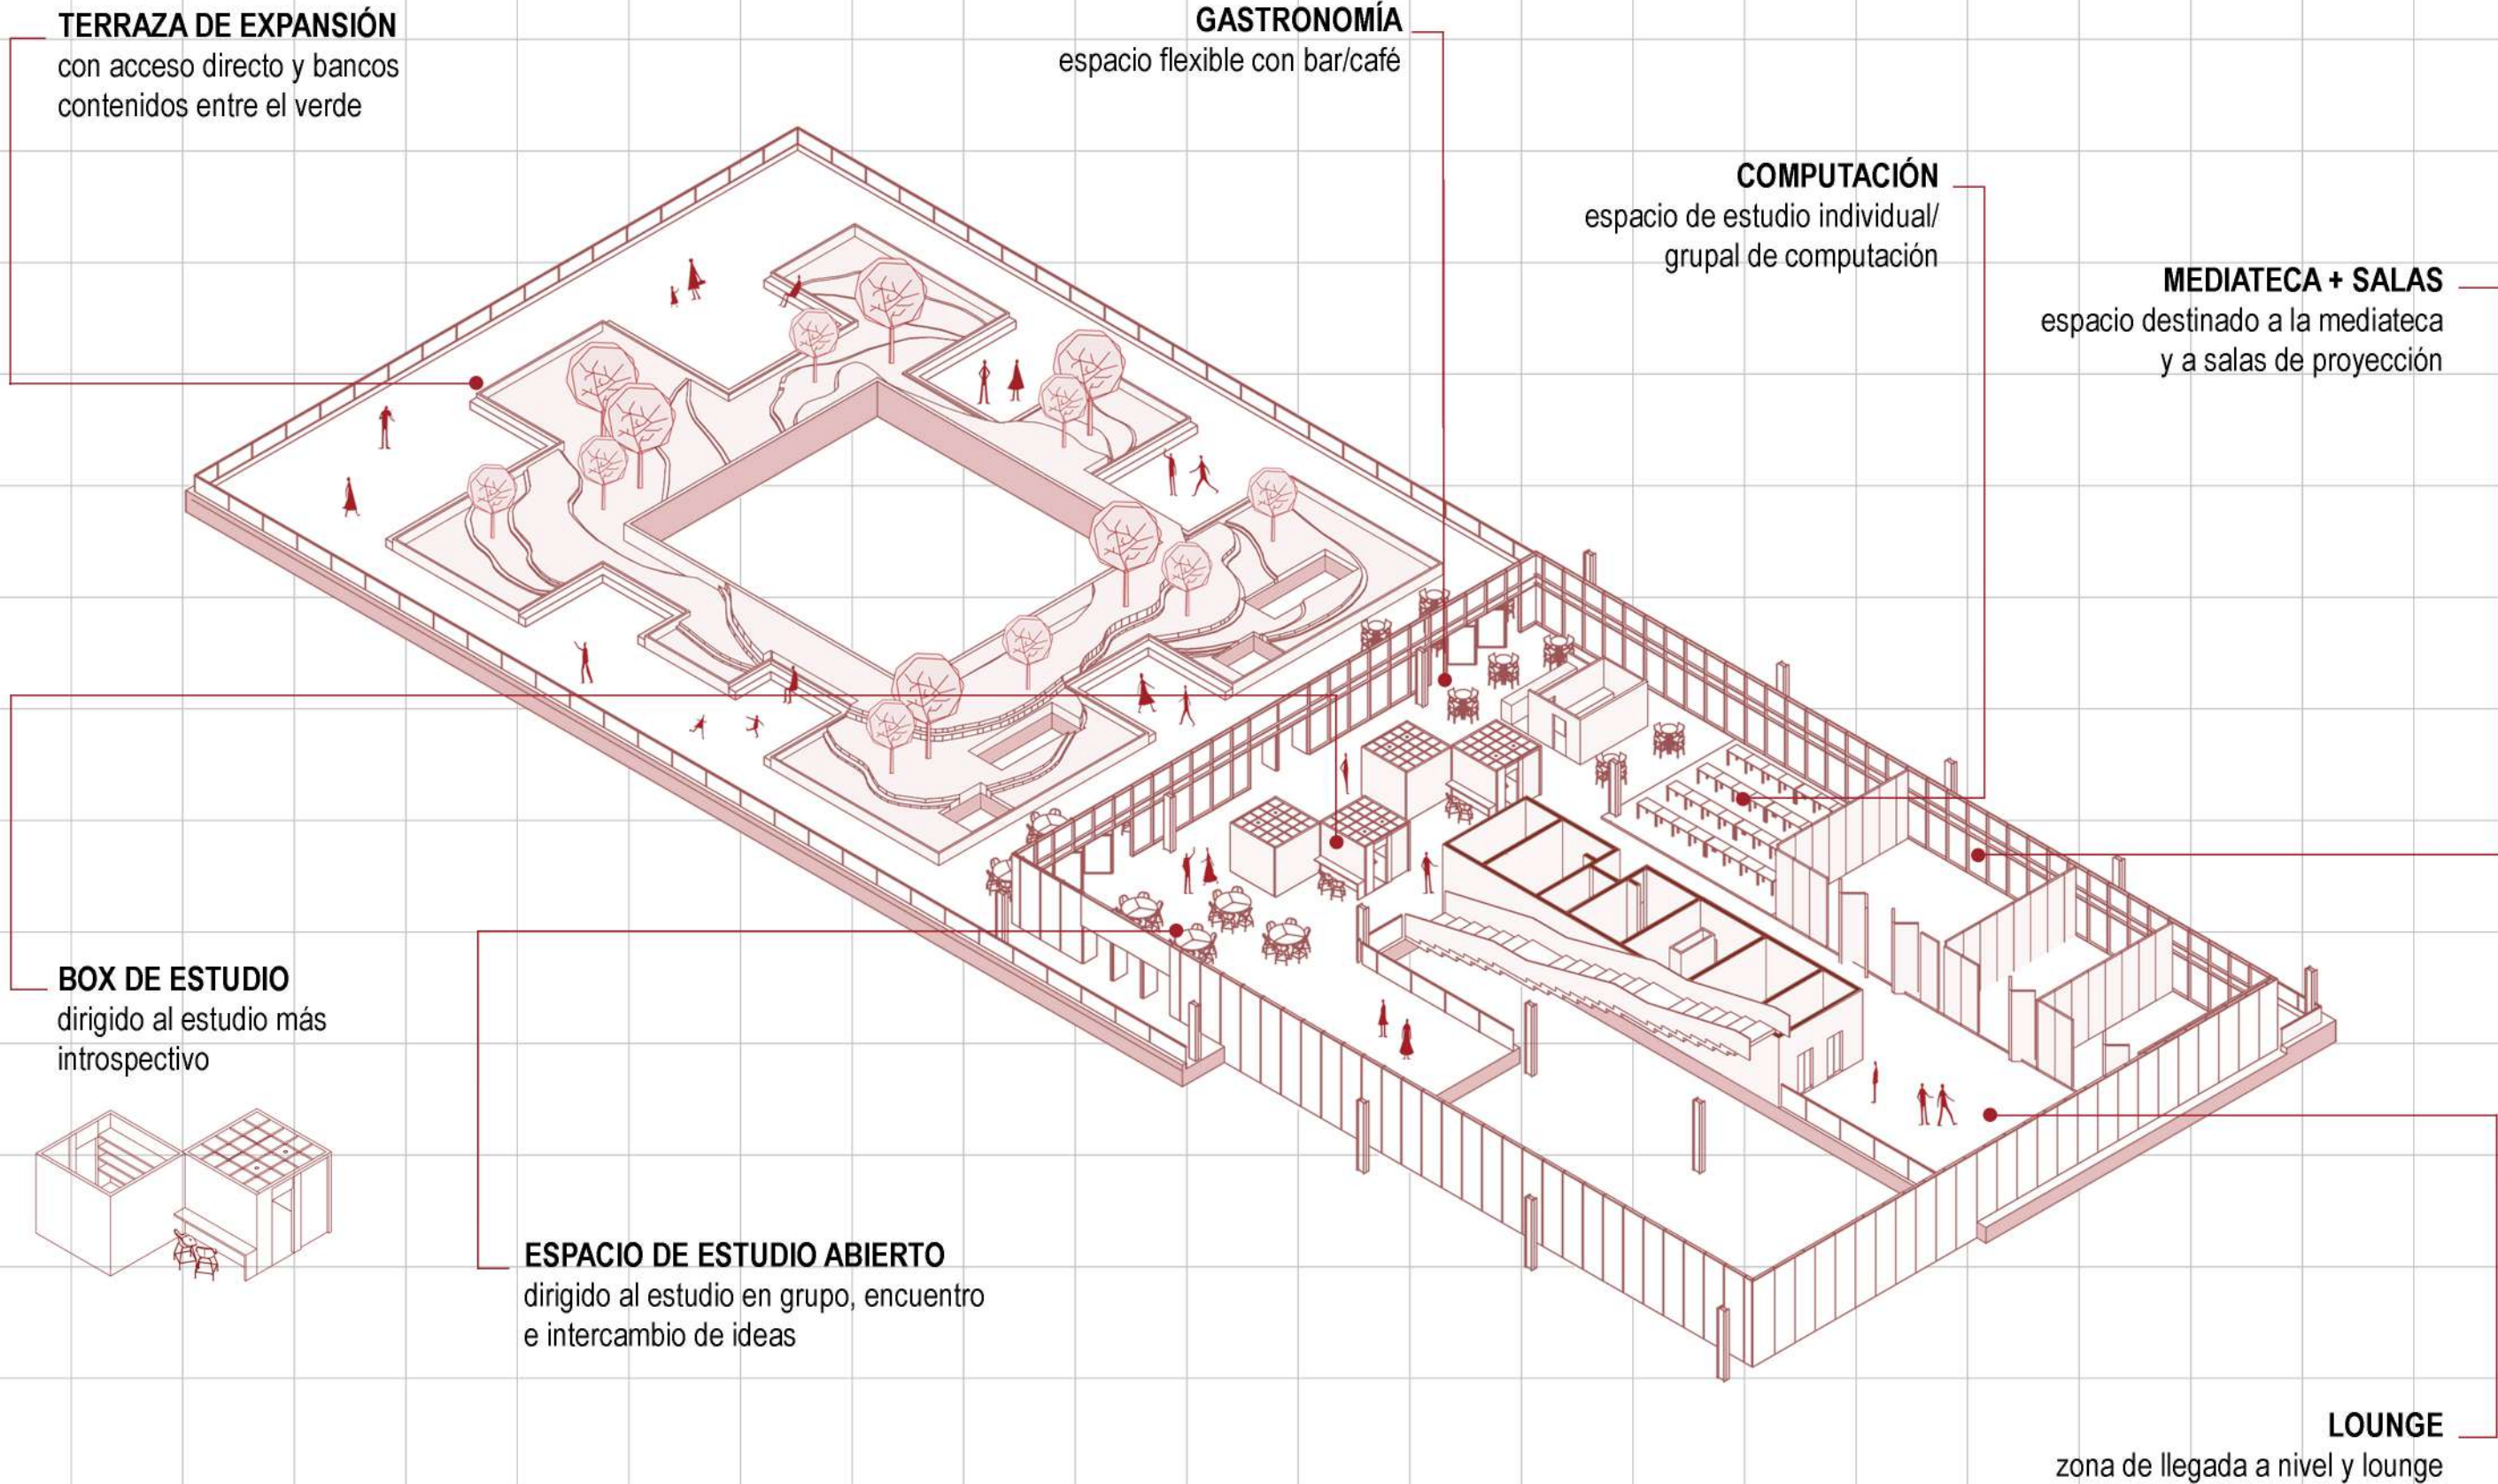 TERRAZA DE EXPANSIÓN
con acceso directo y bancos
contenidos entre el verde
GASTRONOMÍA
espacio flexible con bar/café
COMPUTACIÓN
espacio de estudio individual/
grupal de computación
MEDIATECA + SALAS
espacio destinado a la mediateca
y a salas de proyección
BOX DE ESTUDIO
dirigido al estudio más
introspectivo
ESPACIO DE ESTUDIO ABIERTO
dirigido al estudio en grupo, encuentro
e intercambio de ideas
LOUNGE
zona de llegada a nivel y lounge